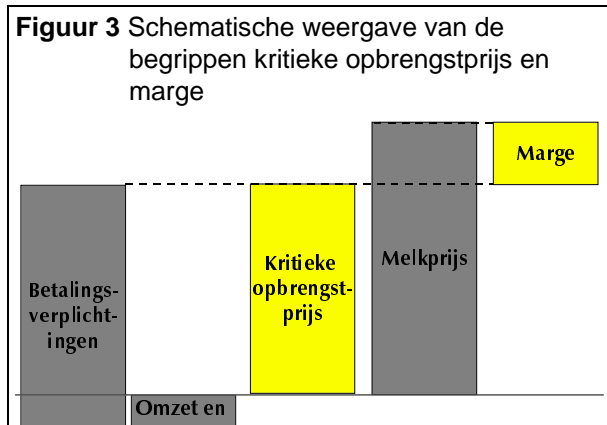 Figuur 3 Schematische weergave van de
begrippen kritieke opbrengstprijs en
marge
Marge
Melkprijs
Kritieke
opbrengst-
prijs
Betalings-
verplicht-
ingen
Omzet en